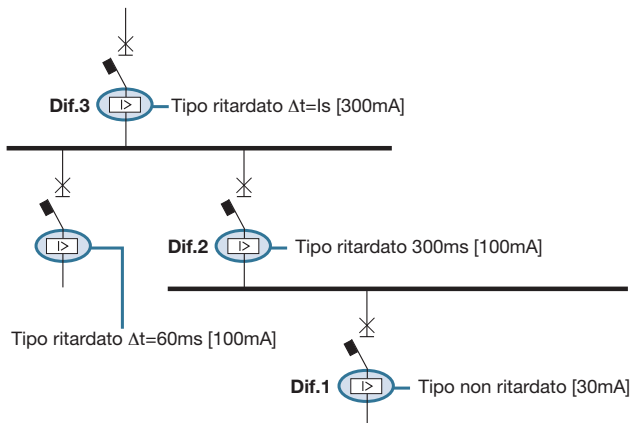 Dif.3 Tipo ritardato Δt=ls [300mA]
I>
I>
Dif.2 Tipo ritardato 300ms [100mA]
I>
Tipo ritardato Δt=60ms [100mA]
Dif.1 Tipo non ritardato [30mA]
I>